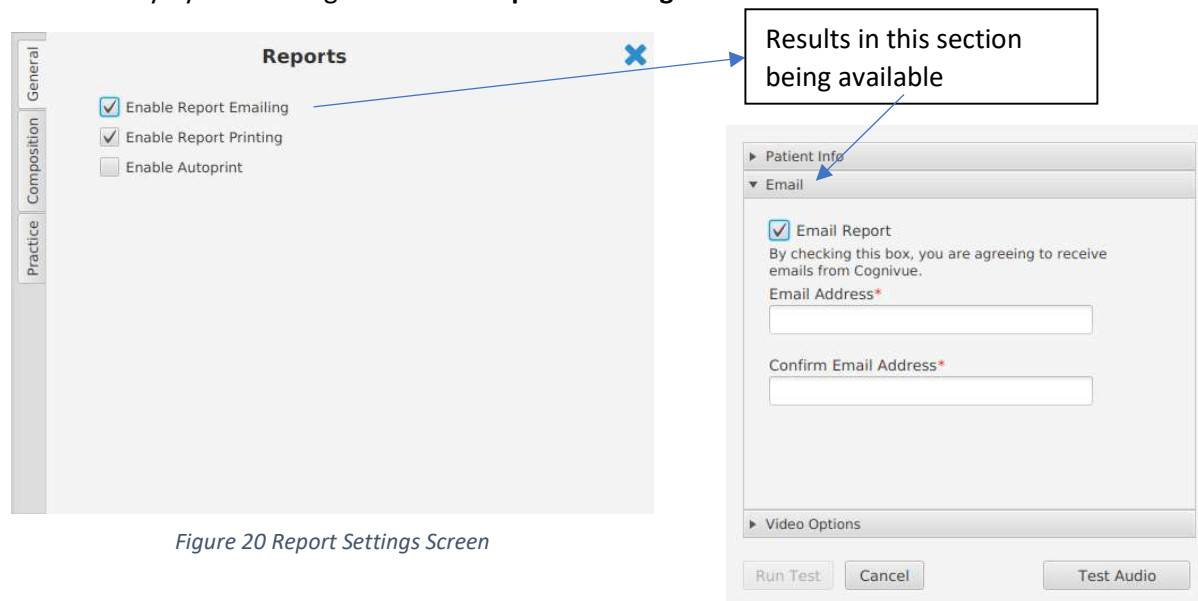 Reports
General
Composition
Practice
Enable Report Emailing
Enable Report Printing
Enable Autoprint
Figure 20 Report Settings Screen
Results in this section
being available
Patient Info
Email
Email Report
By checking this box, you are agreeing to receive
emails from Cognivue.
Email Address*
Confirm Email Address*
Video Options
Run Test Cancel Test Audio